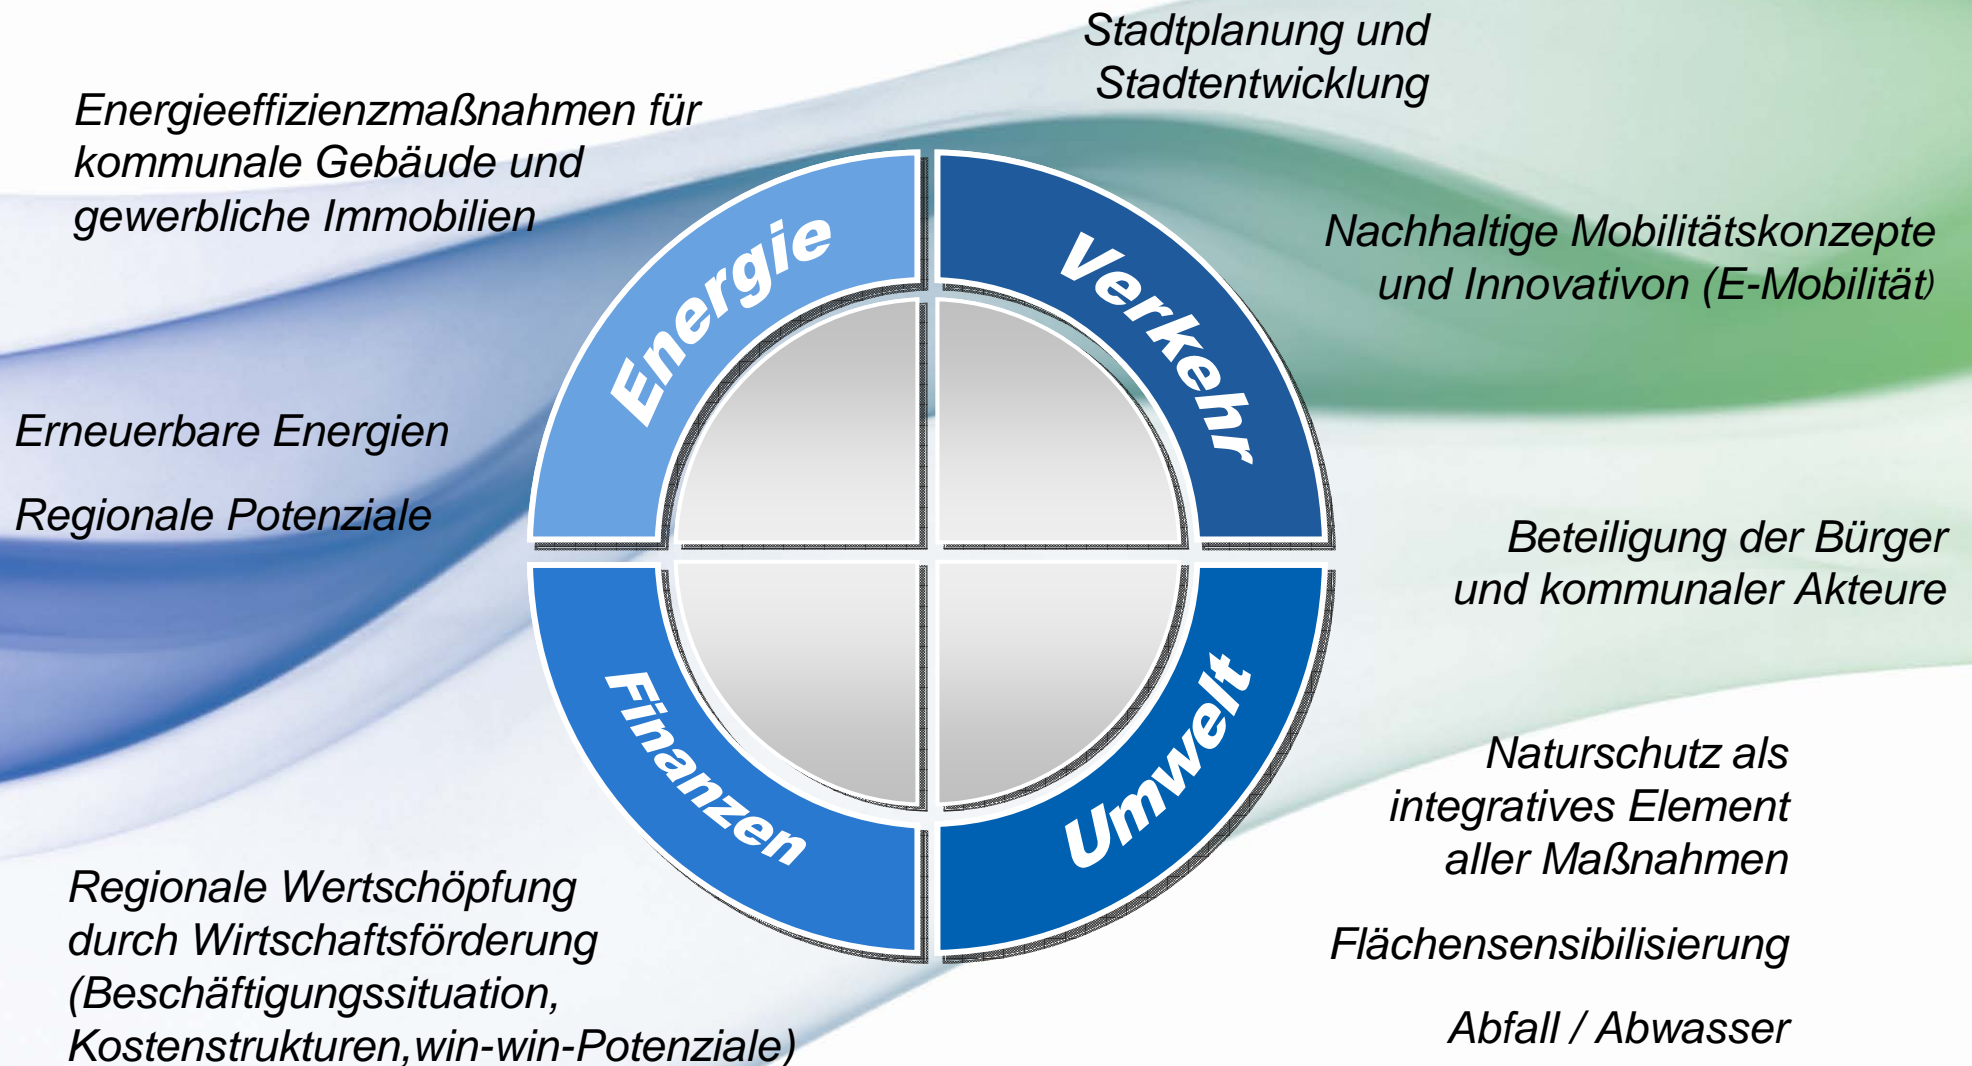 Stadtplanung und
Stadtentwicklung
Energieeffizienzmaßnahmen für
kommunale Gebäude und
gewerbliche Immobilien
Nachhaltige Mobilitätskonzepte
und Innovativon (E-Mobilität)
Energie
Verkehr
Erneuerbare Energien
Regionale Potenziale
Beteiligung der Bürger
und kommunaler Akteure
Finanzen
Umwelt
Naturschutz als
integratives Element
aller Maßnahmen
Flächensensibilisierung
Abfall / Abwasser
Regionale Wertschöpfung
durch Wirtschaftsförderung
(Beschäftigungssituation,
Kostenstrukturen,win-win-Potenziale)